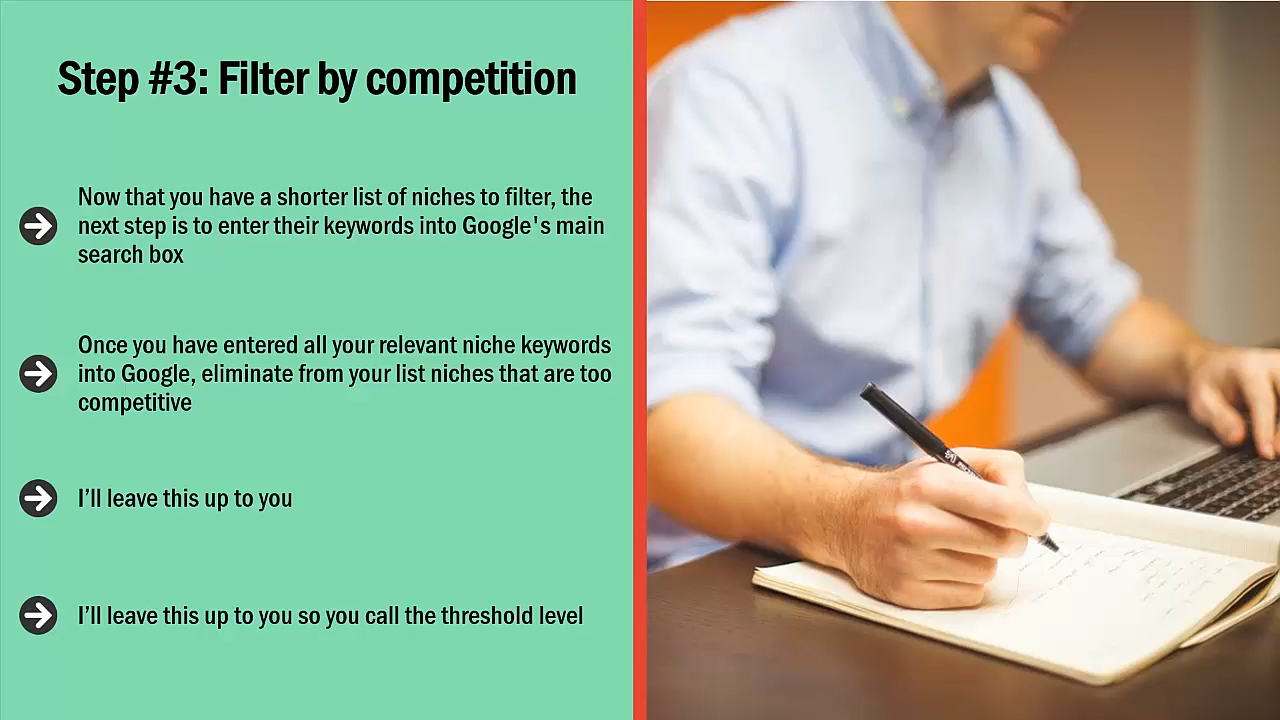 Step #3: Filter by competition
Now that you have a shorter list of niches to filter, the
next step is to enter their keywords into Google's main
search box
Once you have entered all your relevant niche keywords
into Google, eliminate from your list niches that are too
competitive
I’ll leave this up to you
I’ll leave this up to you so you call the threshold level